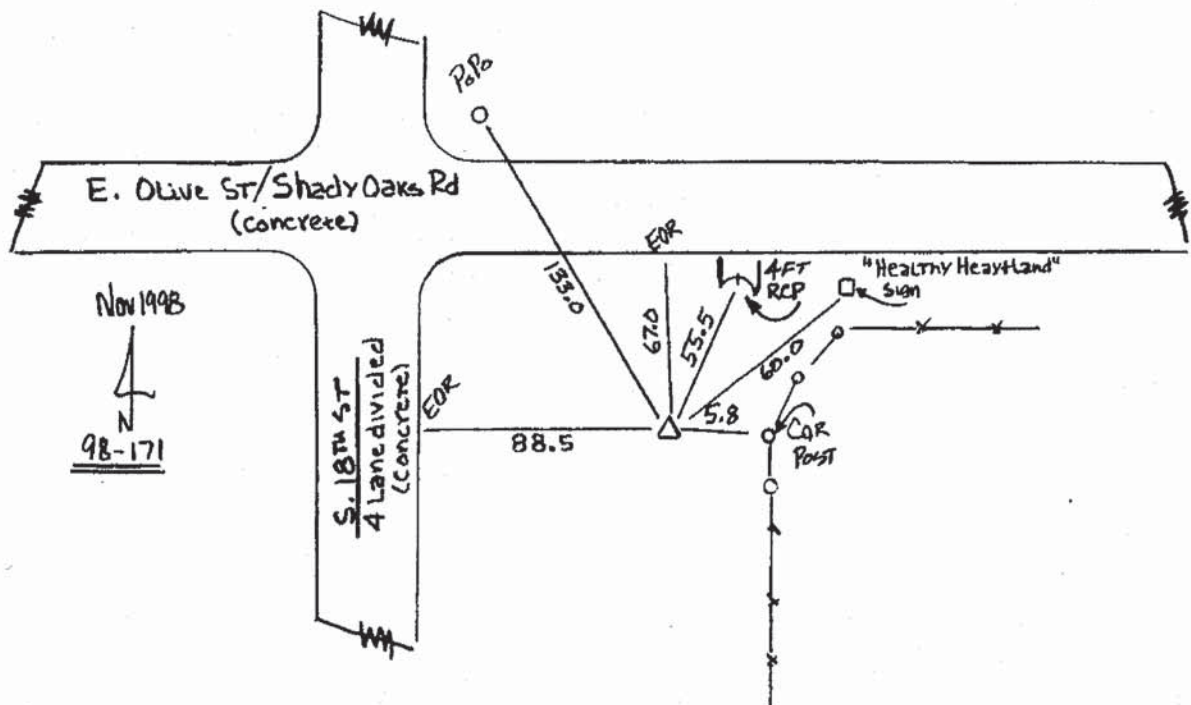 PoPo
E. Olive ST/Shady Oaks Rd
(concrete)
EOR
133.0
67.0
55.5
4FT
RCP
"Healthy Heartland"
Sign
60.0
Nov 1998
N
98-171
S. 18TH ST
4 Lane divided
(concrete)
EOR
88.5
5.8
COR
POST